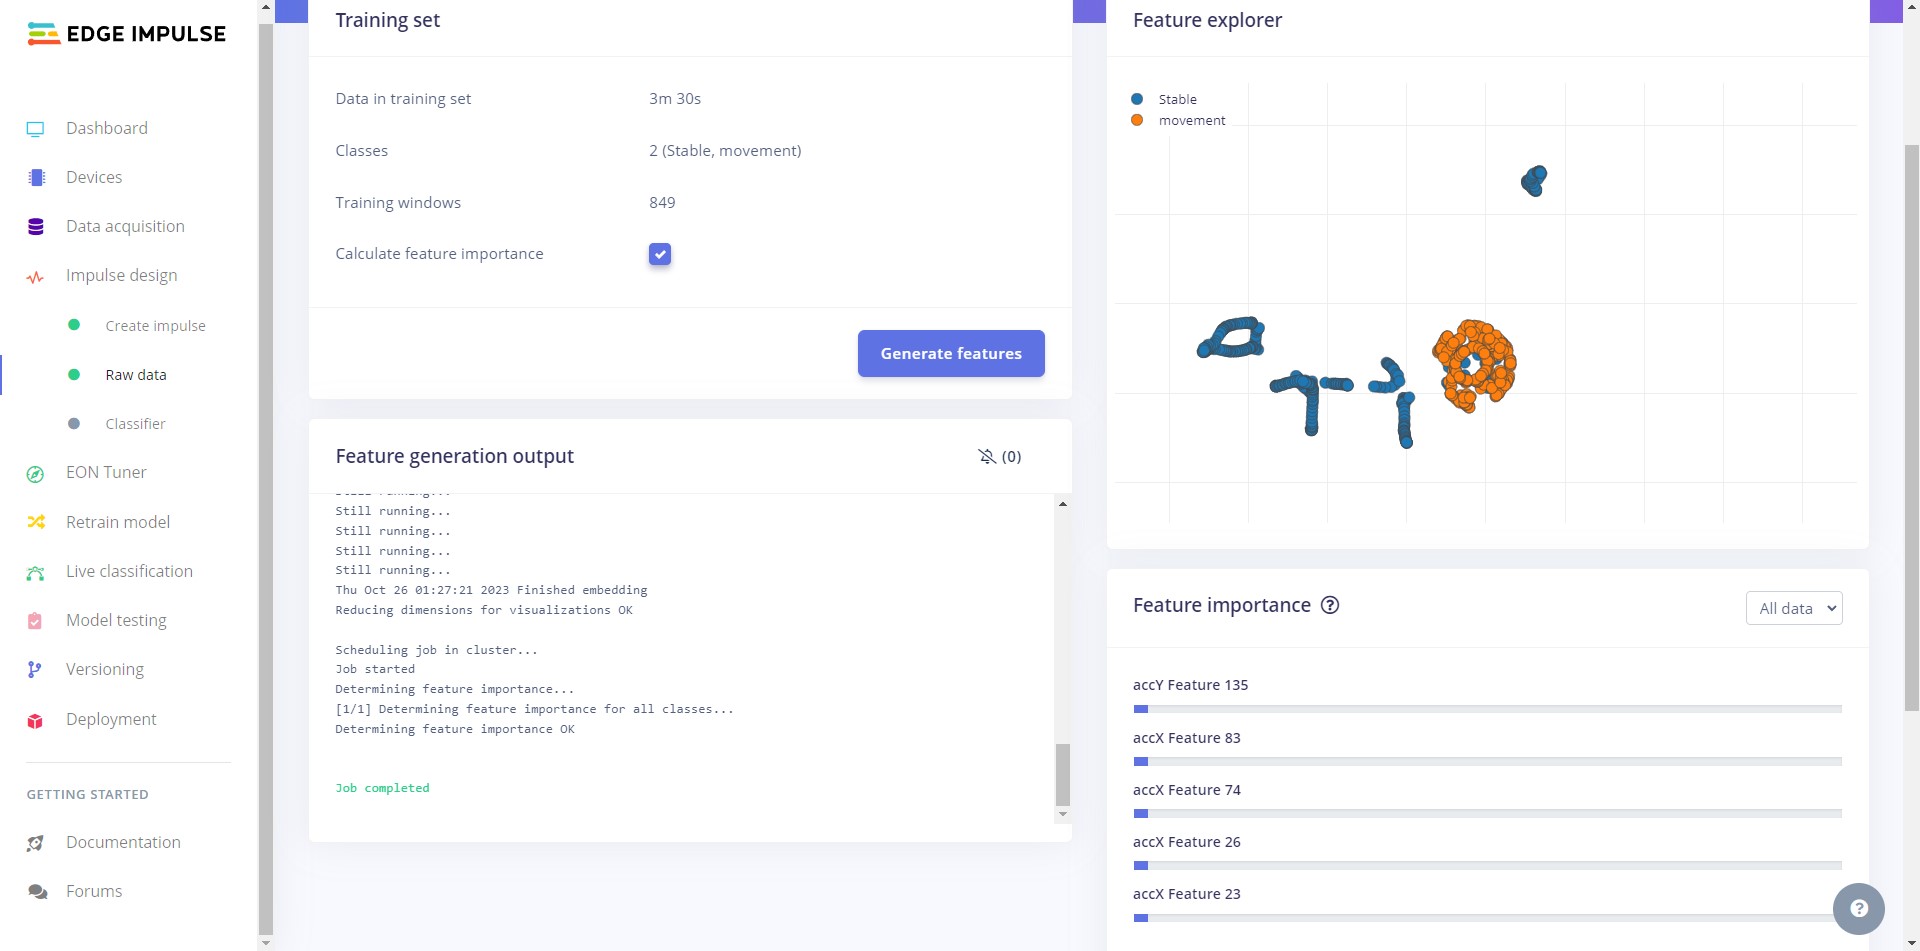 EDGE IMPULSE
Dashboard
Devices
Data acquisition
Impulse design
Create impulse
Raw data
Classifier
EON Tuner
Retrain model
Live classification
Model testing
Versioning
Deployment
GETTING STARTED
Documentation
Forums
Training set
Data in training set 3m 30s
Classes 2 (Stable, movement)
Training windows 849
Calculate feature importance
Generate features
Feature generation output (0)
Still running...
Still running...
Still running...
Still running...
Still running...
Thu Oct 26 01:27:21 2023 Finished embedding
Reducing dimensions for visualizations OK
Scheduling job in cluster...
Job started
Determining feature importance...
[1/1] Determining feature importance for all classes...
Determining feature importance OK
Job completed
Feature explorer
Stable
movement
Feature importance ?
All data
accY Feature 135
accX Feature 83
accX Feature 74
accX Feature 26
accX Feature 23
?